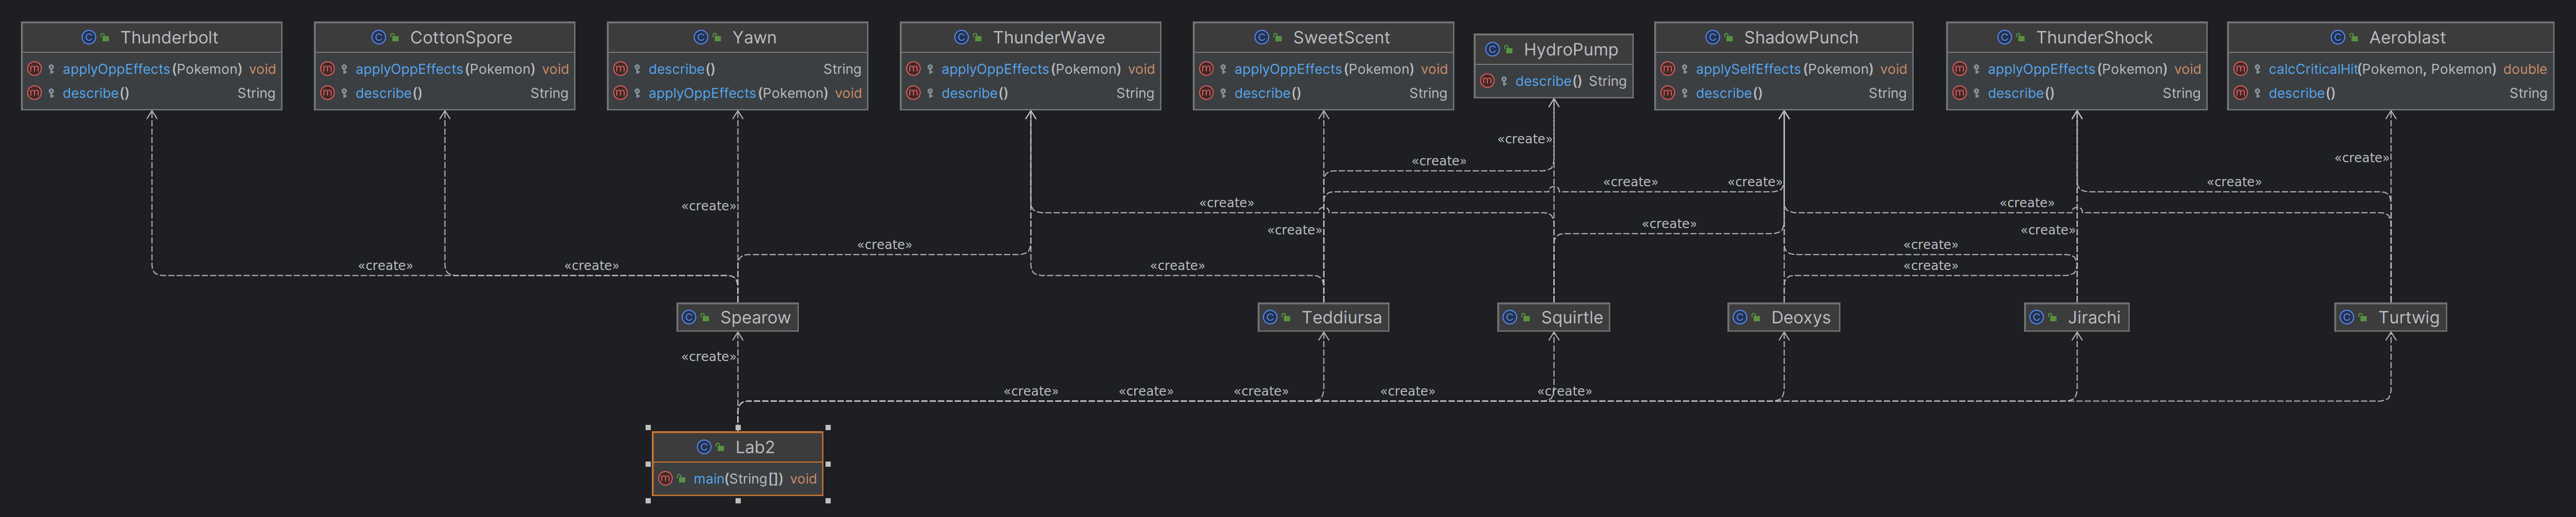 Thunderbolt
applyOppEffects(Pokemon) void
describe() String
CottonSpore
applyOppEffects(Pokemon) void
describe() String
Yawn
describe() String
applyOppEffects(Pokemon) void
ThunderWave
applyOppEffects(Pokemon) void
describe() String
SweetScent
applyOppEffects(Pokemon) void
describe() String
HydroPump
describe() String
ShadowPunch
applySelfEffects(Pokemon) void
describe() String
ThunderShock
applyOppEffects(Pokemon) void
describe() String
Aeroblast
calcCriticalHit(Pokemon, Pokemon) double
describe() String
«create»
«create»
«create»
«create» «create»
«create»
«create»
«create»
«create»
«create»
«create»
«create»
«create»
«create»
«create»
«create»
«create»
«create»
«create»
Spearow
Teddiursa
Squirtle
Deoxys
Jirachi
Turtwig
«create»
«create» «create» «create» «create» «create»
Lab2
main(String[]) void